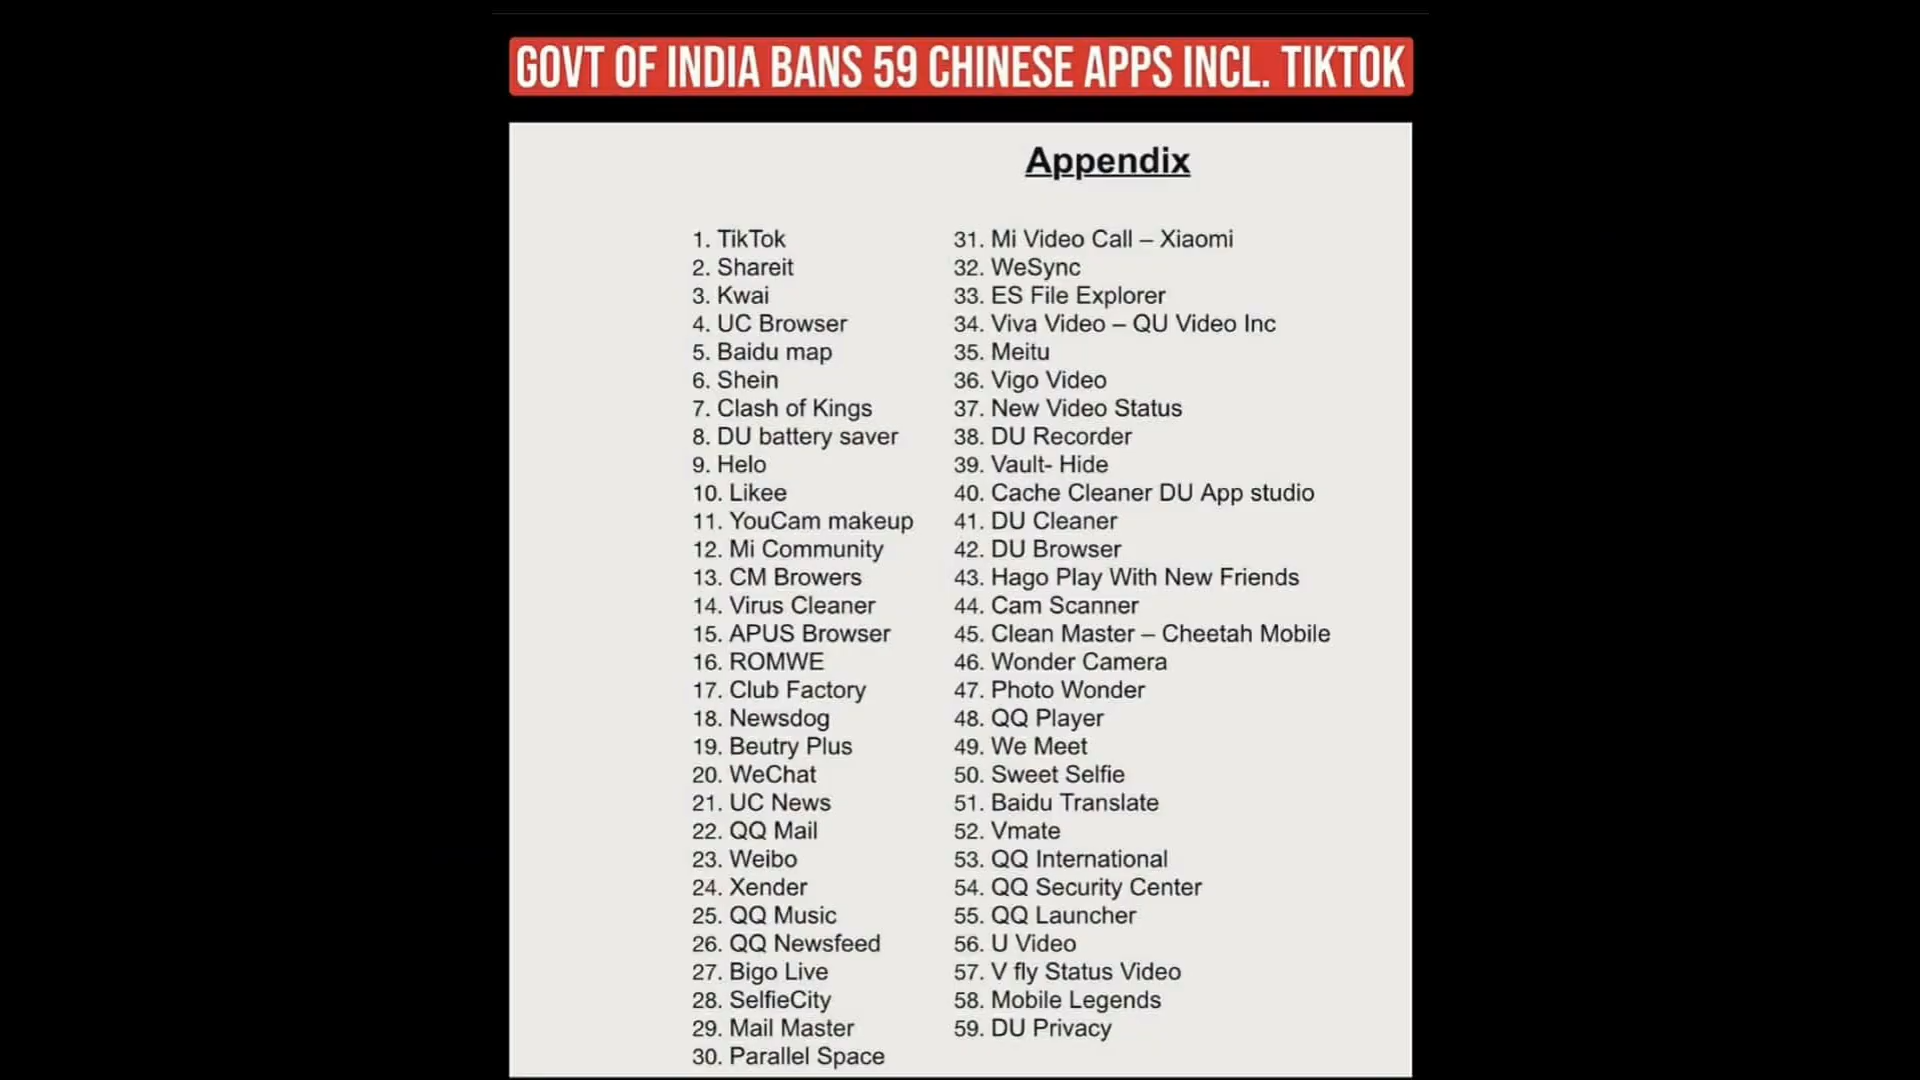 GOVT OF INDIA BANS 59 CHINESE APPS INCL. TIKTOK
Appendix
1. TikTok
2. Shareit
3. Kwai
4. UC Browser
5. Baidu map
6. Shein
7. Clash of Kings
8. DU battery saver
9. Helo
10. Likee
11. YouCam makeup
12. Mi Community
13. CM Browers
14. Virus Cleaner
15. APUS Browser
16. ROMWE
17. Club Factory
18. Newsdog
19. Beutry Plus
20. WeChat
21. UC News
22. QQ Mail
23. Weibo
24. Xender
25. QQ Music
26. QQ Newsfeed
27. Bigo Live
28. SelfieCity
29. Mail Master
30. Parallel Space
31. Mi Video Call – Xiaomi
32. WeSync
33. ES File Explorer
34. Viva Video – QU Video Inc
35. Meitu
36. Vigo Video
37. New Video Status
38. DU Recorder
39. Vault- Hide
40. Cache Cleaner DU App studio
41. DU Cleaner
42. DU Browser
43. Hago Play With New Friends
44. Cam Scanner
45. Clean Master – Cheetah Mobile
46. Wonder Camera
47. Photo Wonder
48. QQ Player
49. We Meet
50. Sweet Selfie
51. Baidu Translate
52. Vmate
53. QQ International
54. QQ Security Center
55. QQ Launcher
56. U Video
57. V fly Status Video
58. Mobile Legends
59. DU Privacy